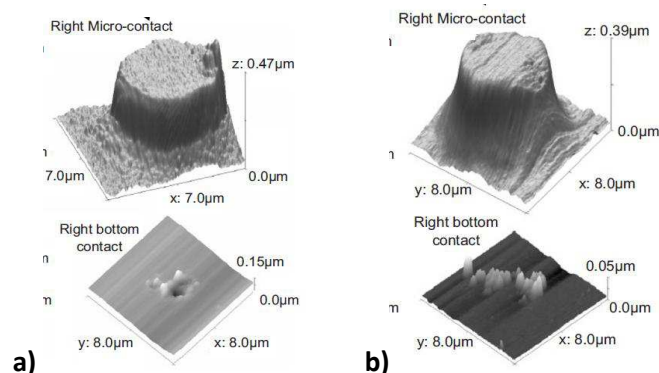 Right Micro-contact
z: 0.47µm
7.0µm
0.0µm
x: 7.0µm
Right bottom
contact
0.15µm
0.0µm
y: 8.0µm
x: 8.0µm
a)
Right Micro-contact
z: 0.39µm
0.0µm
y: 8.0µm
x: 8.0µm
Right bottom
contact
0.05µm
0.0µm
y: 8.0µm
x: 8.0µm
b)